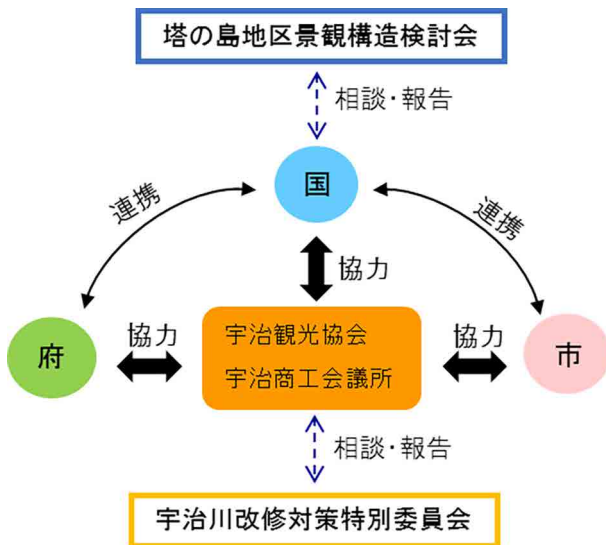 塔の島地区景観構造検討会
相談・報告
国
連携
連携
協力
府
協力
宇治観光協会
宇治商工会議所
協力
市
相談・報告
宇治川改修対策特別委員会